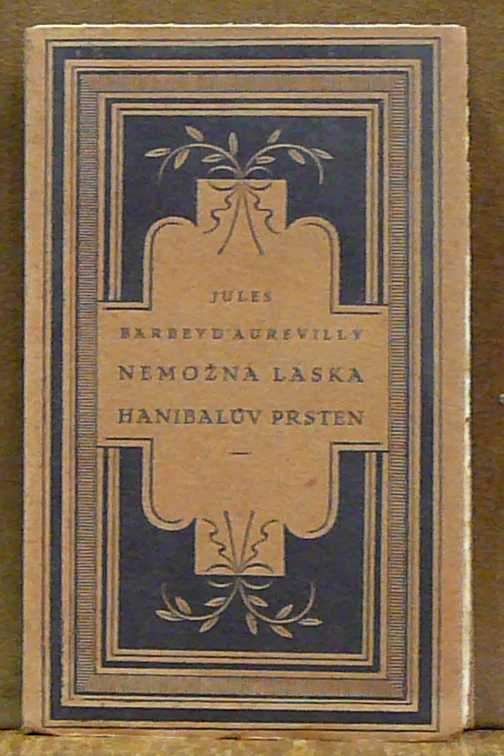 JULES
BARBEY D'AUREVILLY
NEMOŽNÁ LÁSKA
HANIBALŮV PRSTEN